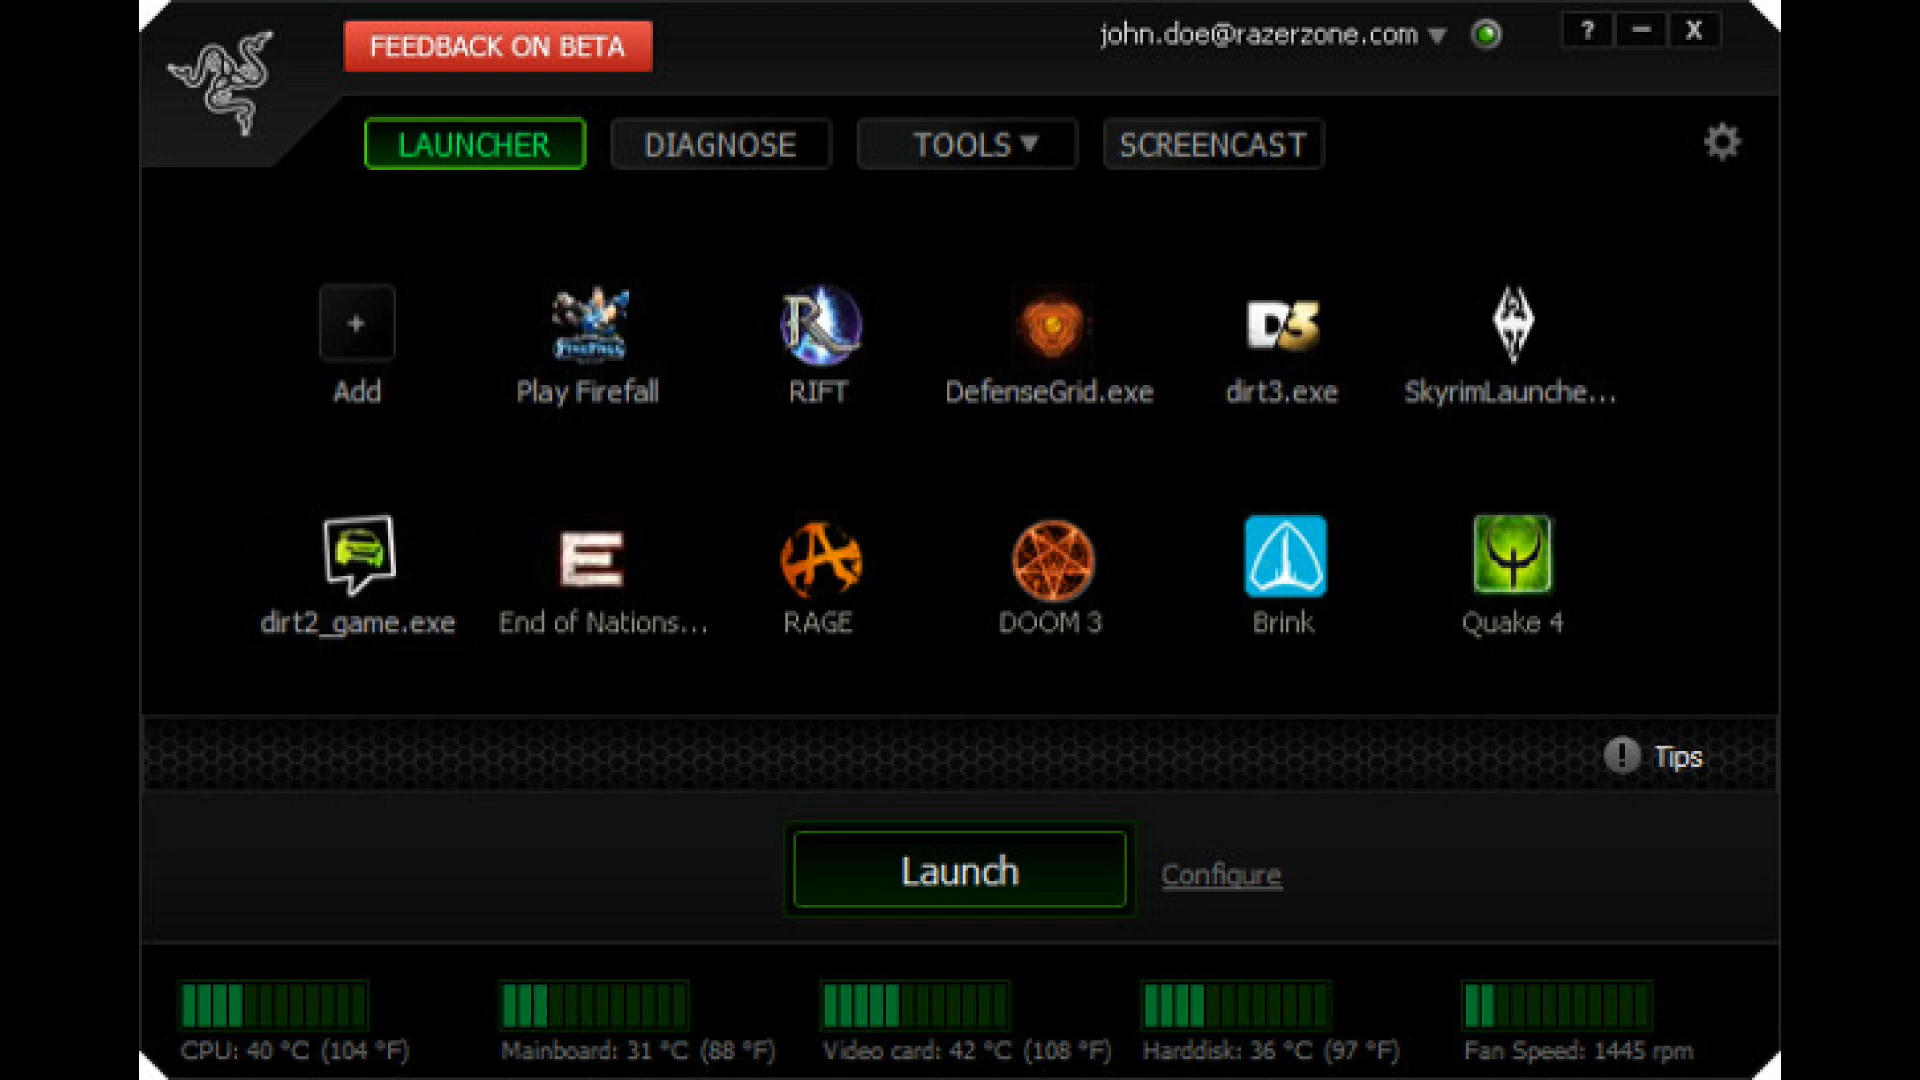 FEEDBACK ON BETA
john.doe@razerzone.com
? — X
LAUNCHER DIAGNOSE TOOLS SCREENCAST
+ FIREFALL R D3
Add Play Firefall RIFT DefenseGrid.exe dirt3.exe SkyrimLaunche...
E
dirt2_game.exe End of Nations... RAGE DOOM 3 Brink Quake 4
! Tips
Launch Configure
CPU: 40 °C (104 °F) Mainboard: 31 °C (88 °F) Video card: 42 °C (108 °F) Harddisk: 36 °C (97 °F) Fan Speed: 1445 rpm